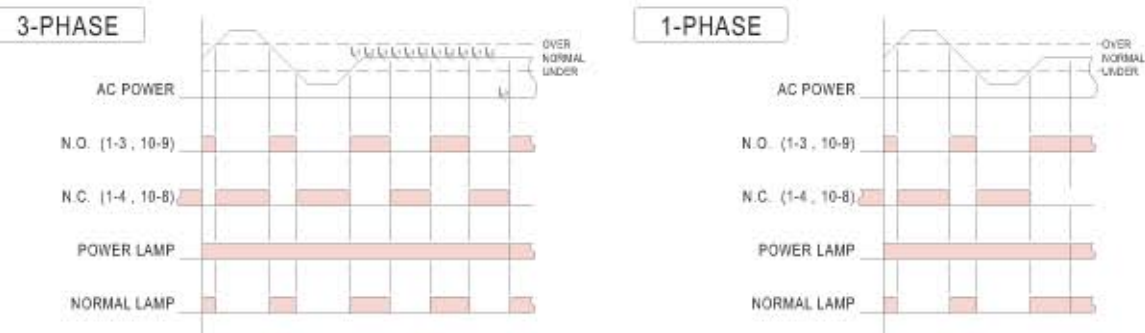 3-PHASE
OVER
NORMAL
UNDER
AC POWER
N.O. (1-3 , 10-9)
N.C. (1-4 , 10-8)
POWER LAMP
NORMAL LAMP
1-PHASE
OVER
NORMAL
UNDER
AC POWER
N.O. (1-3 , 10-9)
N.C. (1-4 , 10-8)
POWER LAMP
NORMAL LAMP